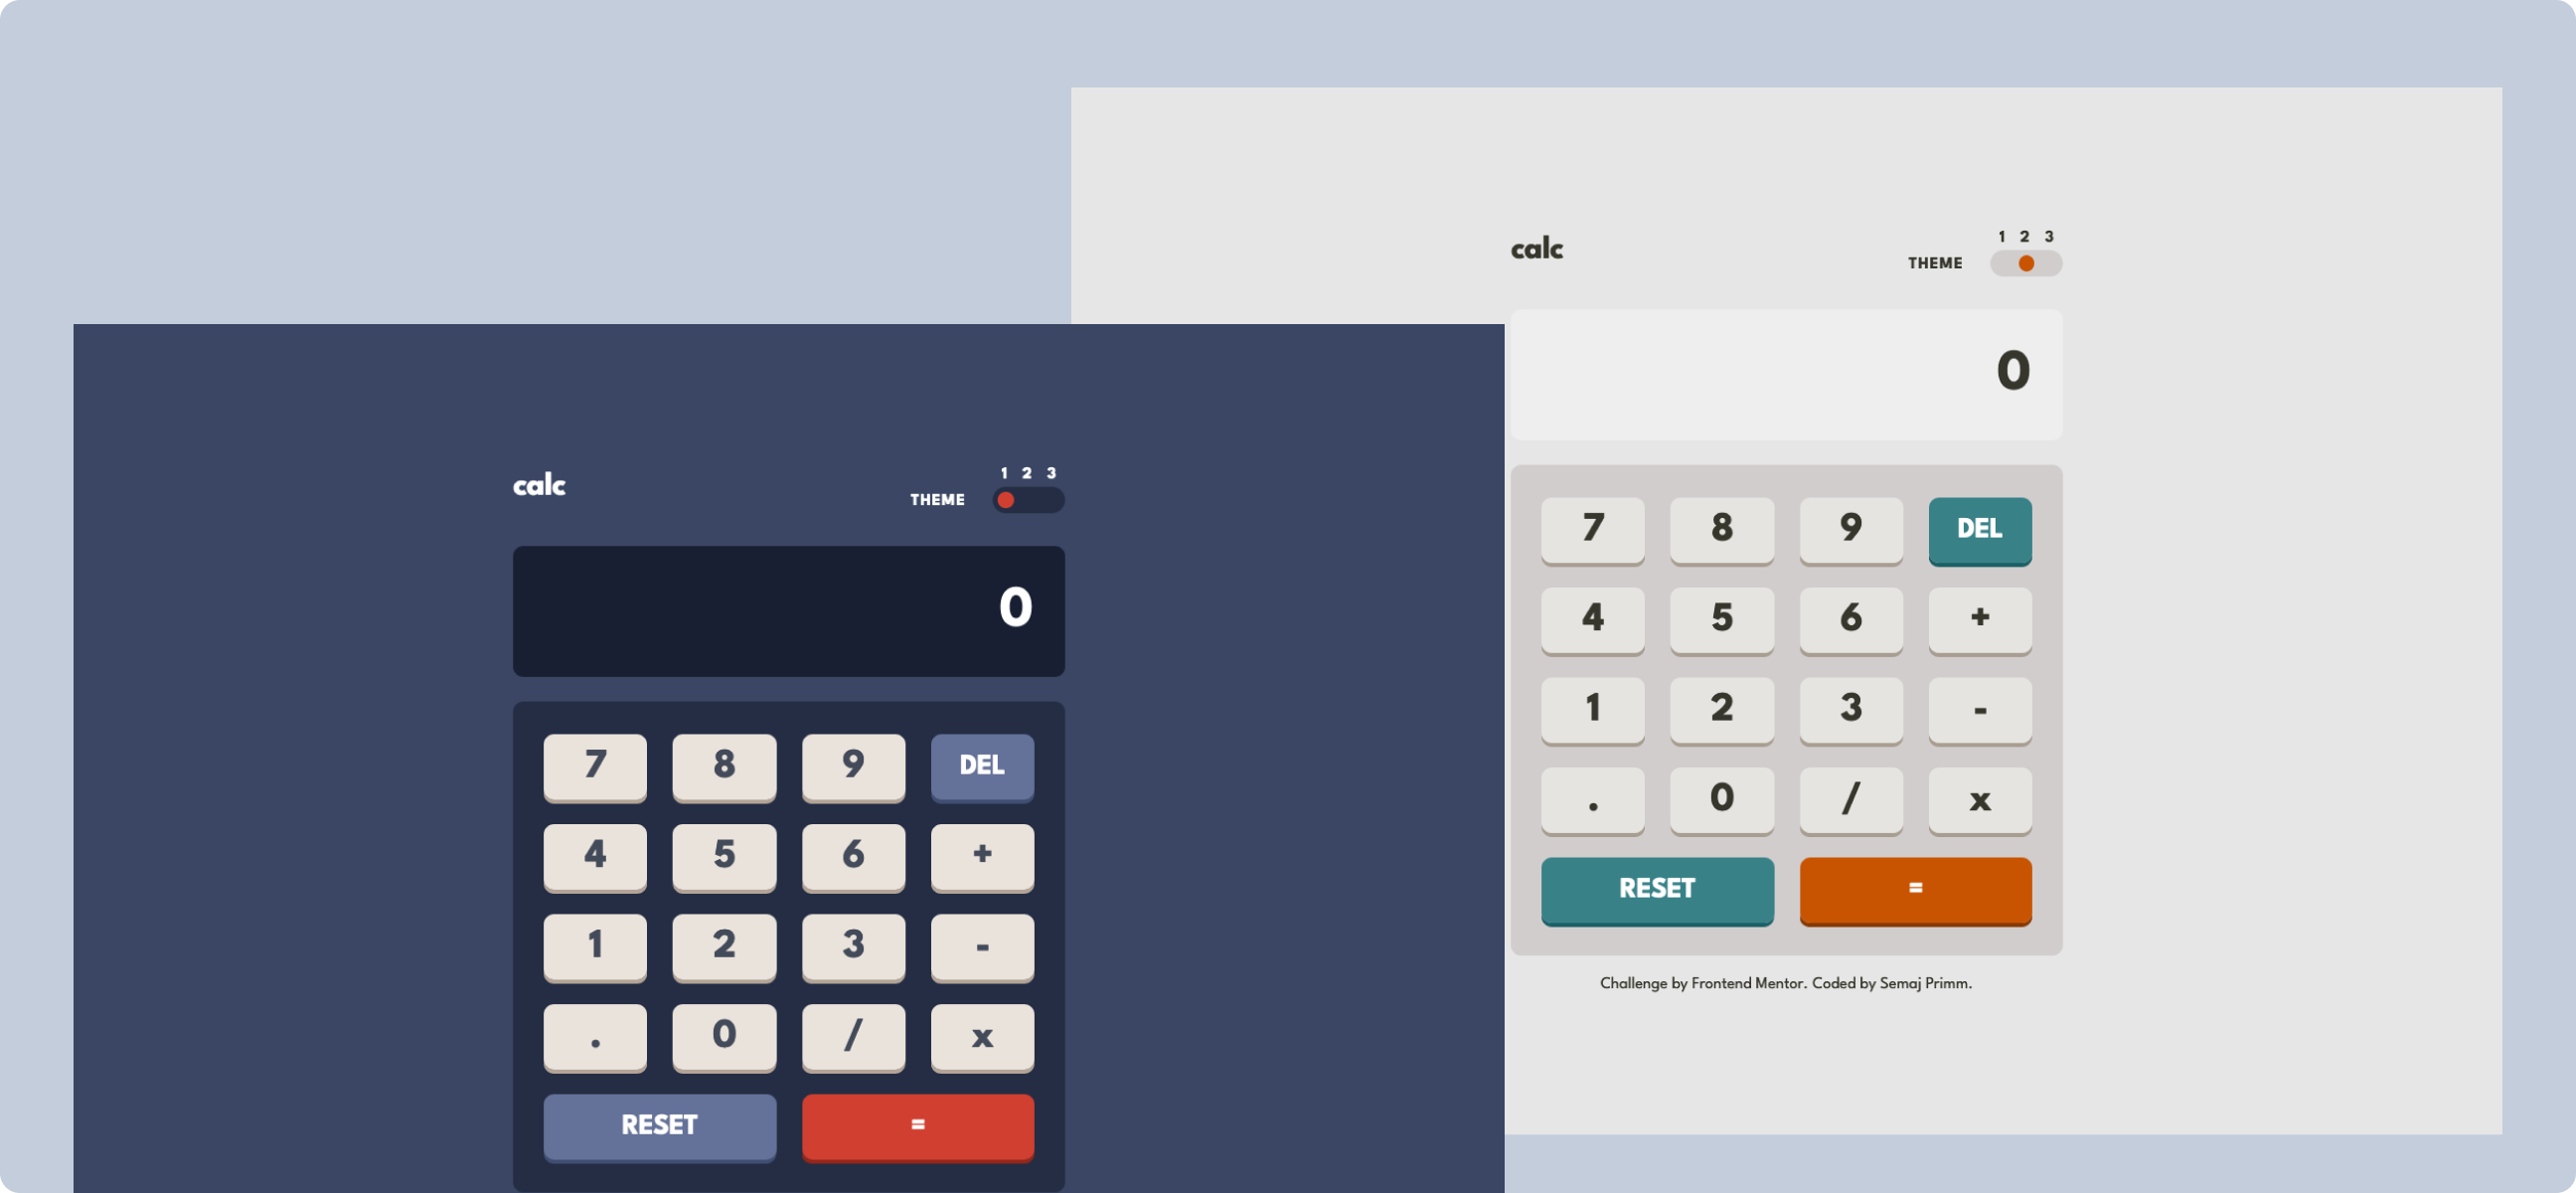 calc
1 2 3
THEME
0
7 8 9 DEL
4 5 6 +
1 2 3 -
. 0 / x
RESET =
calc
1 2 3
THEME
0
7 8 9 DEL
4 5 6 +
1 2 3 -
. 0 / x
RESET =
Challenge by Frontend Mentor. Coded by Semaj Primm.